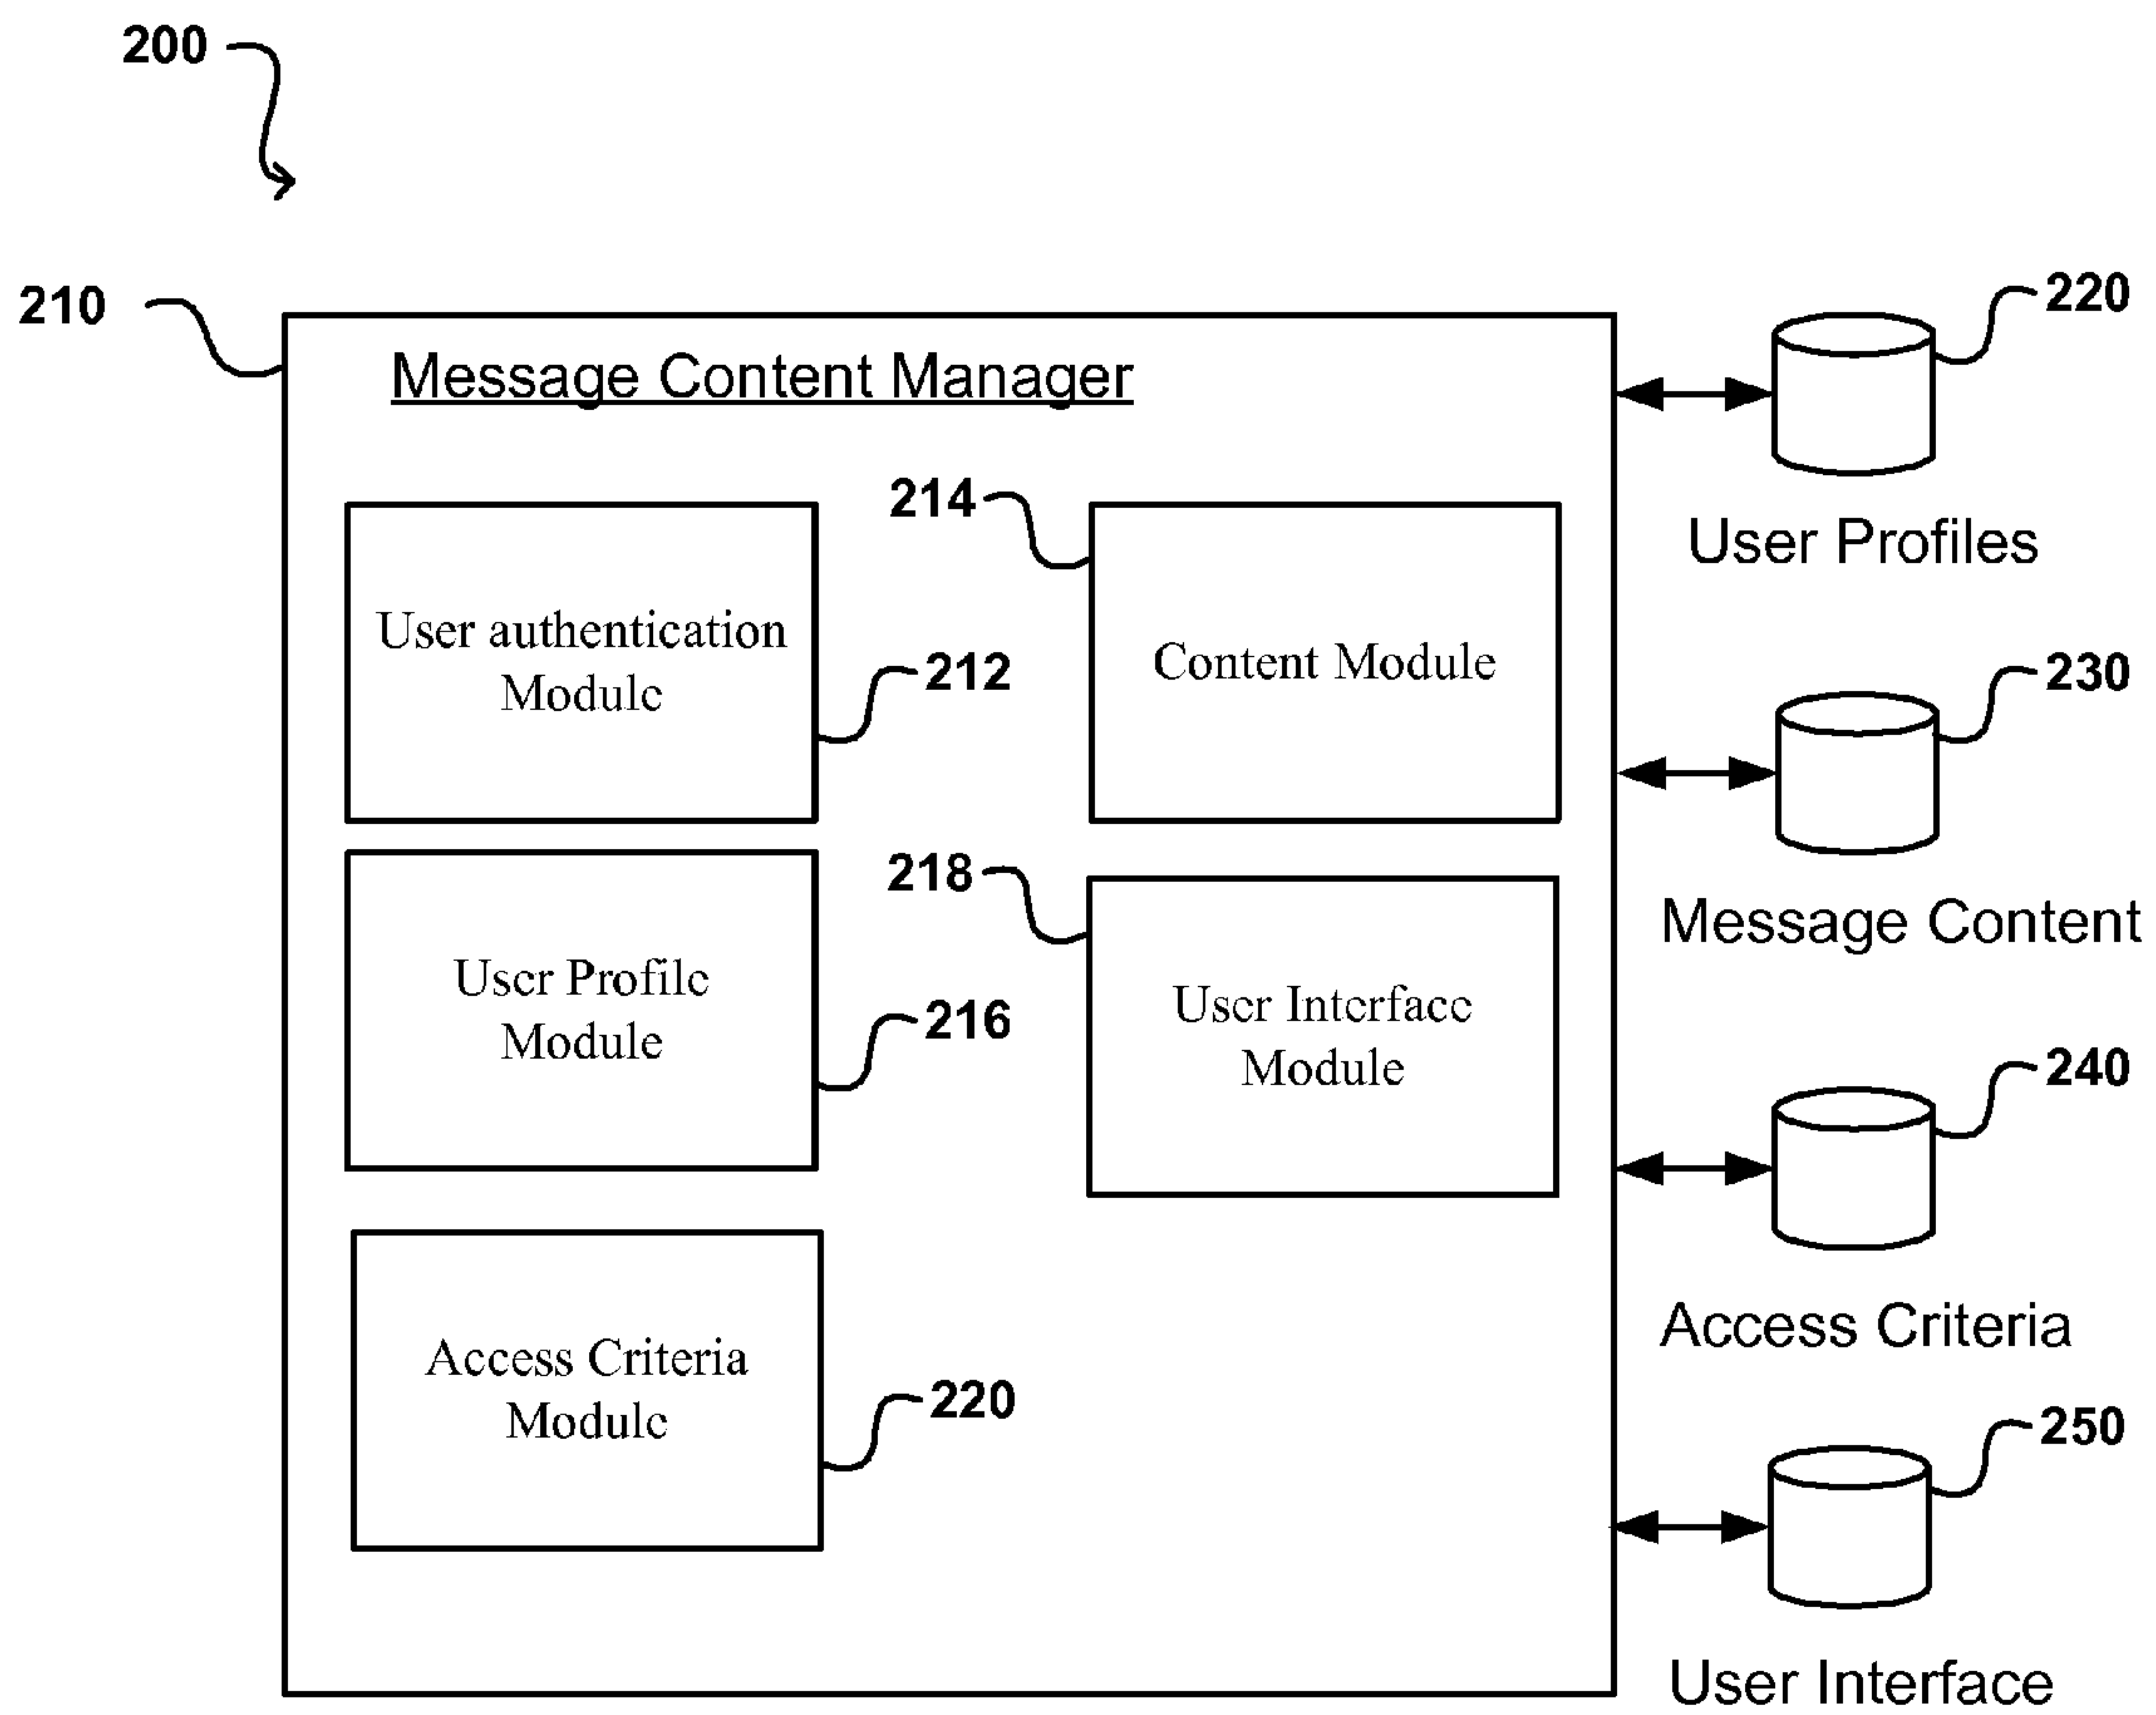 200
210
Message Content Manager
220
User Profiles
214
User authentication
Module
212
Content Module
230
Message Content
218
User Profile
Module
216
User Interface
Module
240
Access Criteria
Access Criteria
Module
220
250
User Interface